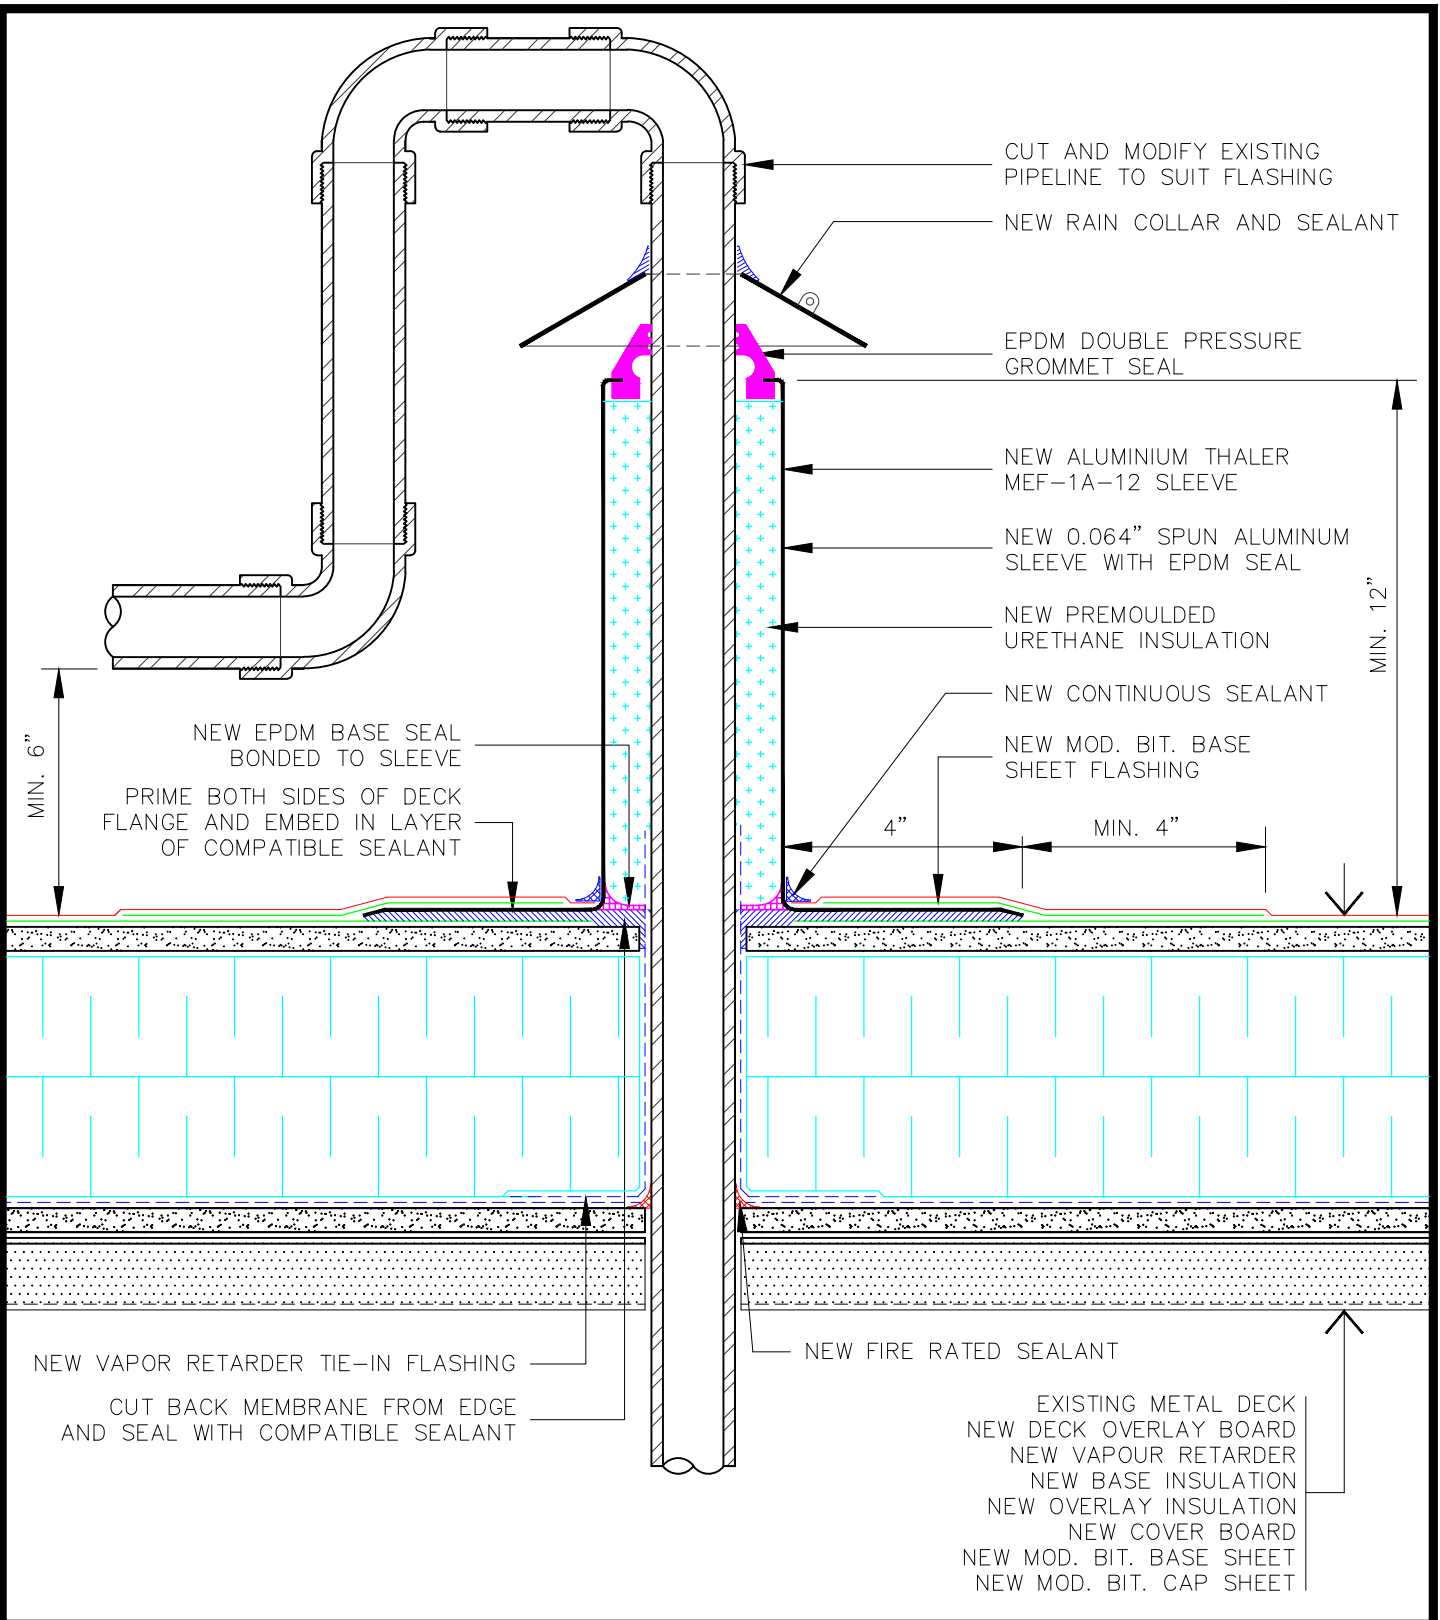 CUT AND MODIFY EXISTING
PIPELINE TO SUIT FLASHING
NEW RAIN COLLAR AND SEALANT
EPDM DOUBLE PRESSURE
GROMMET SEAL
NEW ALUMINIUM THALER
MEF-1A-12 SLEEVE
NEW 0.064" SPUN ALUMINUM
SLEEVE WITH EPDM SEAL
NEW PREMOULDED
URETHANE INSULATION
MIN. 12"
NEW CONTINUOUS SEALANT
NEW MOD. BIT. BASE
SHEET FLASHING
4"
MIN. 4"
MIN. 6"
NEW EPDM BASE SEAL
BONDED TO SLEEVE
PRIME BOTH SIDES OF DECK
FLANGE AND EMBED IN LAYER
OF COMPATIBLE SEALANT
NEW VAPOR RETARDER TIE-IN FLASHING
CUT BACK MEMBRANE FROM EDGE
AND SEAL WITH COMPATIBLE SEALANT
NEW FIRE RATED SEALANT
EXISTING METAL DECK
NEW DECK OVERLAY BOARD
NEW VAPOUR RETARDER
NEW BASE INSULATION
NEW OVERLAY INSULATION
NEW COVER BOARD
NEW MOD. BIT. BASE SHEET
NEW MOD. BIT. CAP SHEET